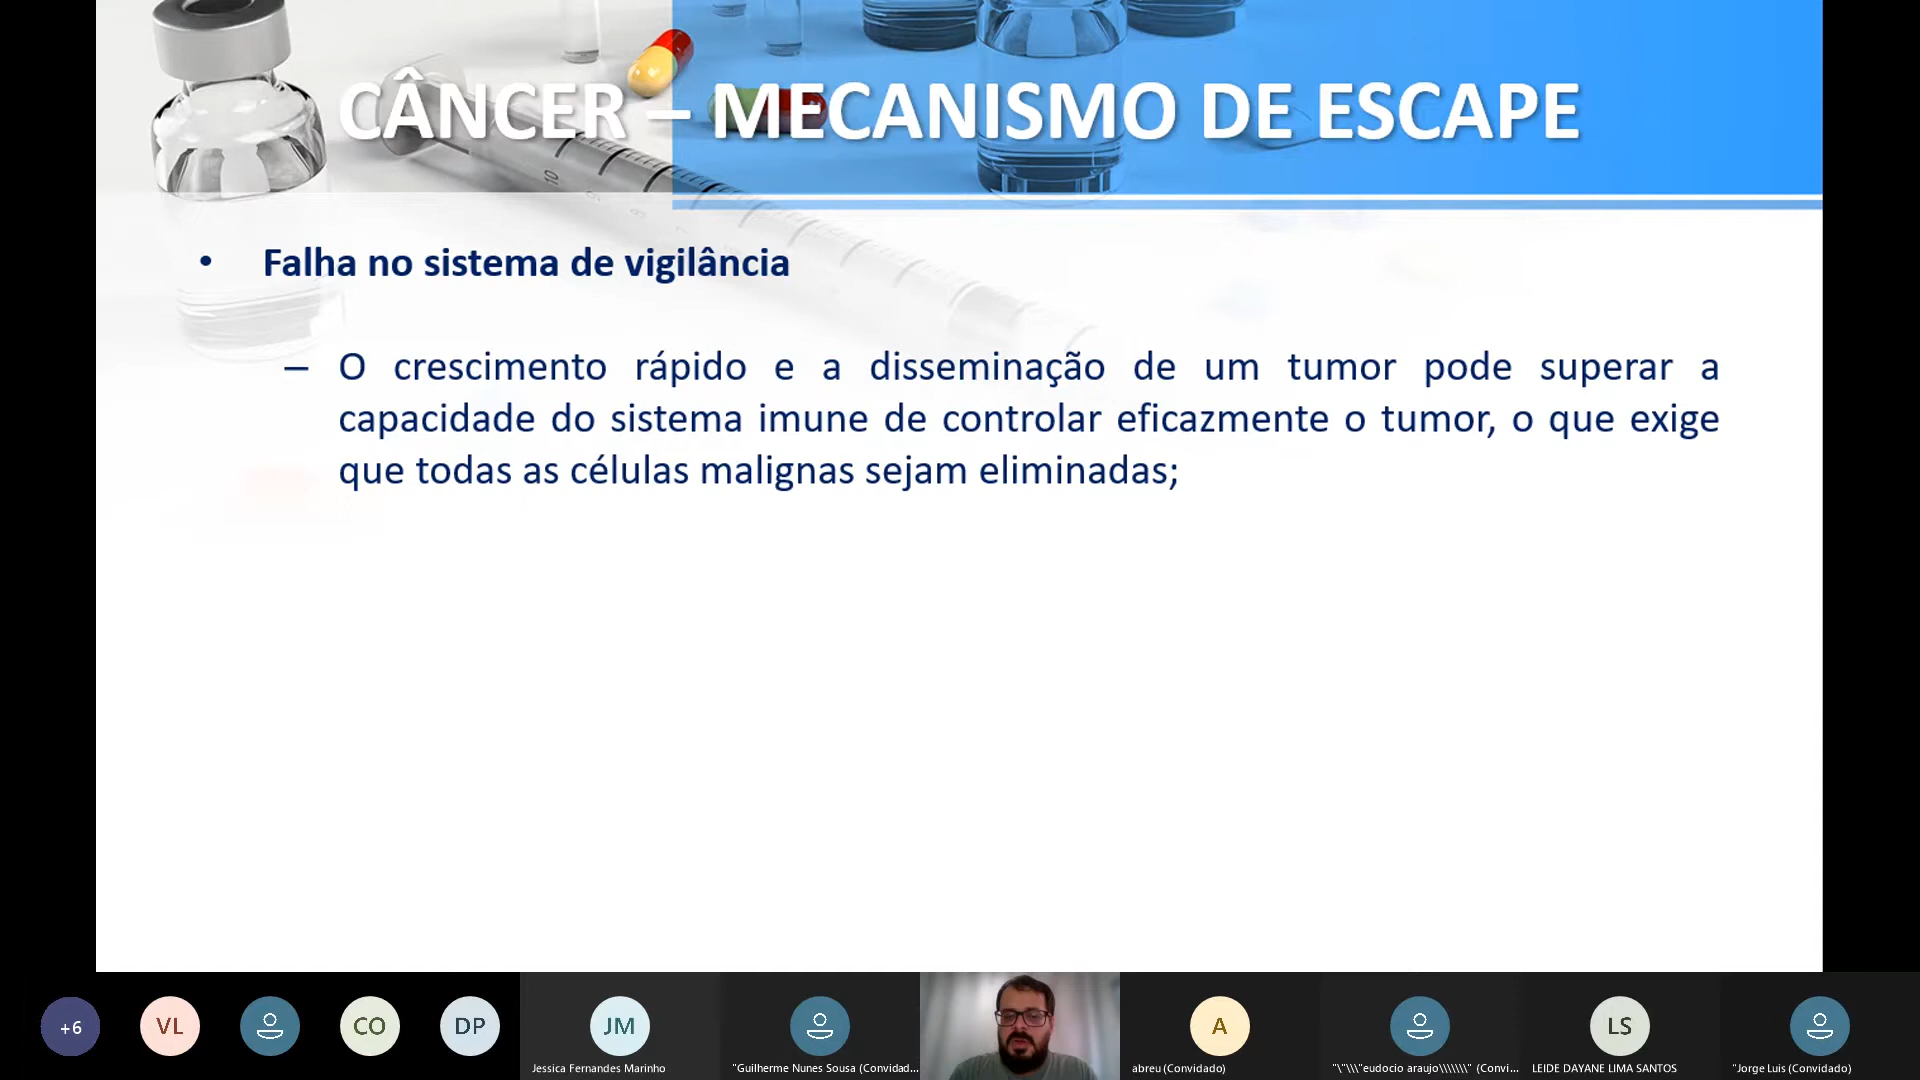 CÂNCER – MECANISMO DE ESCAPE
• Falha no sistema de vigilância
– O crescimento rápido e a disseminação de um tumor pode superar a
capacidade do sistema imune de controlar eficazmente o tumor, o que exige
que todas as células malignas sejam eliminadas;
10
+6
VL
CO
DP
JM
A
LS
Jessica Fernandes Marinho
"Guilherme Nunes Sousa (Convidad...
abreu (Convidado)
"\"\\\"eudocio araujo\\\\\\\" (Convi...
LEIDE DAYANE LIMA SANTOS
"Jorge Luis (Convidado)